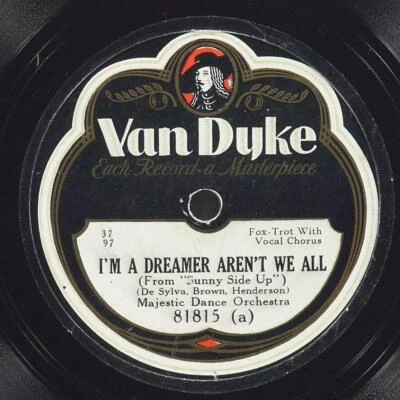 Van Dyke
Each Record - a Masterpiece
37
97
Fox-Trot With
Vocal Chorus
I'M A DREAMER AREN'T WE ALL
(From "Sunny Side Up")
(De Sylva, Brown, Henderson)
Majestic Dance Orchestra
81815 (a)